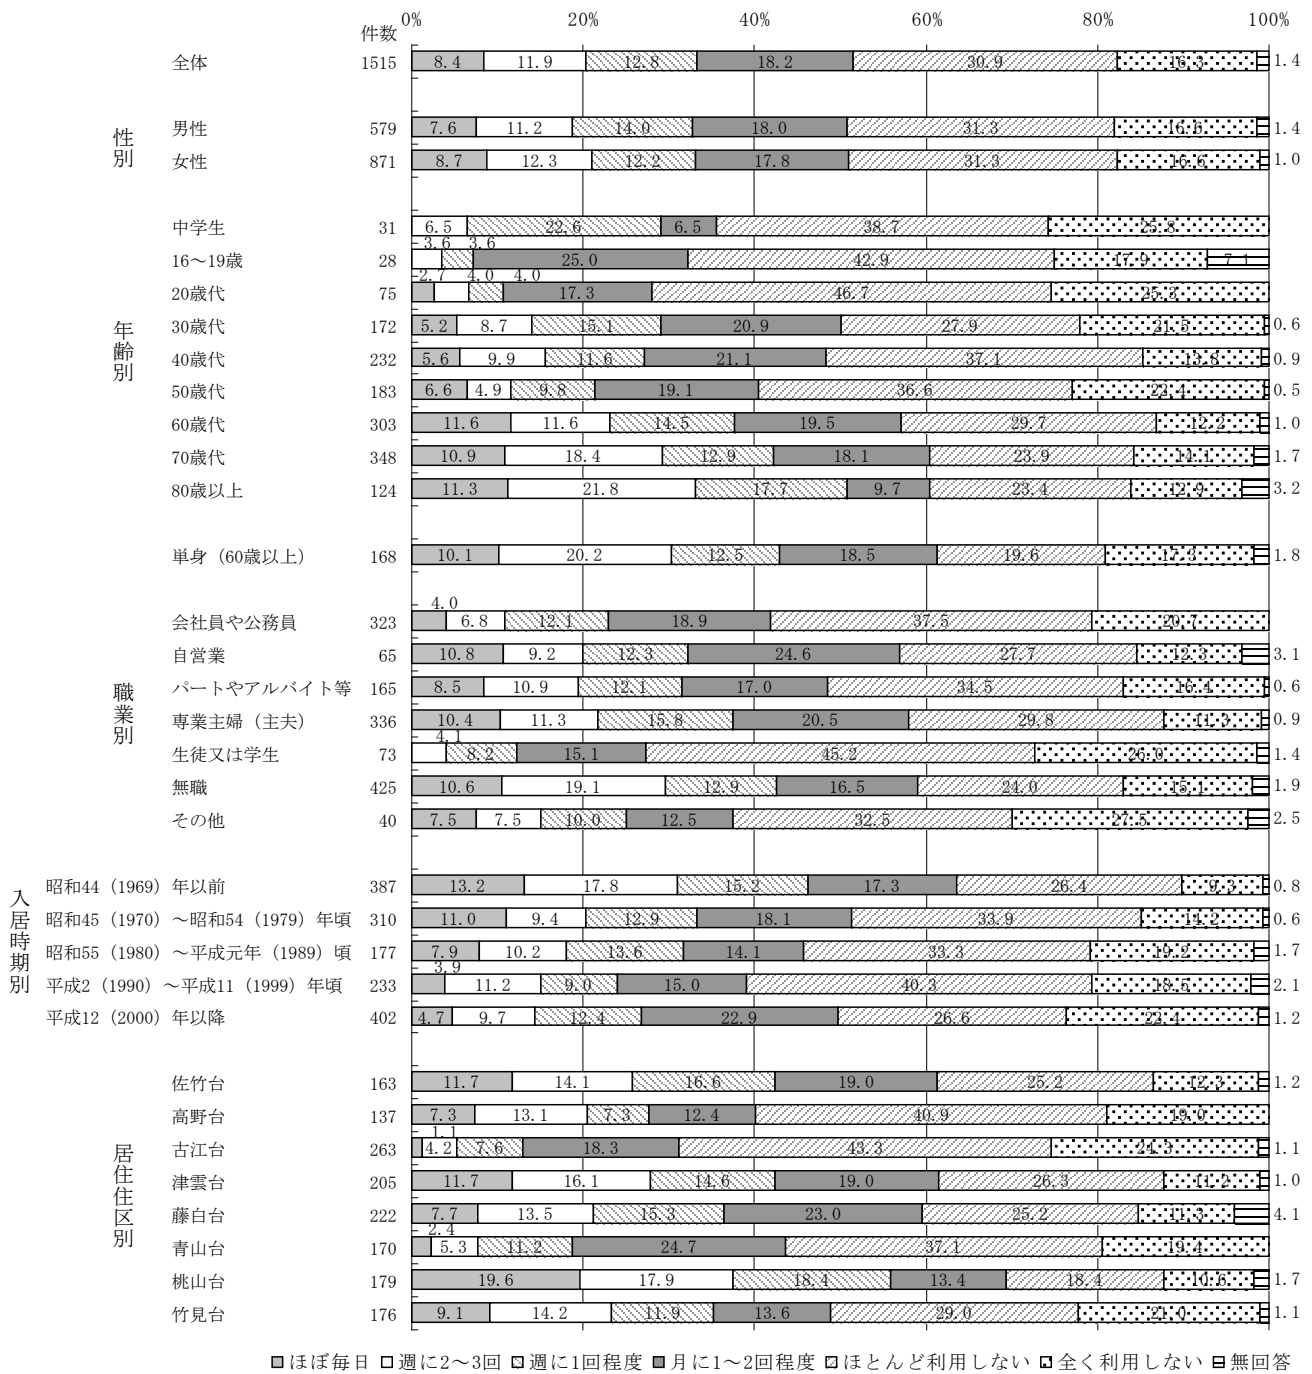 0% 20% 40% 60% 80% 100%
件数
全体 1515 8.4 11.9 12.8 18.2 30.9 16.3 1.4
性別
男性 579 7.6 11.2 14.0 18.0 31.3 16.6 1.4
女性 871 8.7 12.3 12.2 17.8 31.3 16.6 1.0
年齢別
中学生 31 6.5 22.6 6.5 38.7 25.8
16～19歳 28 3.6 3.6 25.0 42.9 17.9 7.1
20歳代 75 2.7 4.0 4.0 17.3 46.7 25.3
30歳代 172 5.2 8.7 15.1 20.9 27.9 21.5 0.6
40歳代 232 5.6 9.9 11.6 21.1 37.1 13.8 0.9
50歳代 183 6.6 4.9 9.8 19.1 36.6 22.4 0.5
60歳代 303 11.6 11.6 14.5 19.5 29.7 12.2 1.0
70歳代 348 10.9 18.4 12.9 18.1 23.9 14.1 1.7
80歳以上 124 11.3 21.8 17.7 9.7 23.4 12.9 3.2
単身（60歳以上） 168 10.1 20.2 12.5 18.5 19.6 17.3 1.8
職業別
会社員や公務員 323 4.0 6.8 12.1 18.9 37.5 20.7
自営業 65 10.8 9.2 12.3 24.6 27.7 12.3 3.1
パートやアルバイト等 165 8.5 10.9 12.1 17.0 34.5 16.4 0.6
専業主婦（主夫） 336 10.4 11.3 15.8 20.5 29.8 11.3 0.9
生徒又は学生 73 4.1 8.2 15.1 45.2 26.0 1.4
無職 425 10.6 19.1 12.9 16.5 24.0 15.1 1.9
その他 40 7.5 7.5 10.0 12.5 32.5 27.5 2.5
入居時期別
昭和44（1969）年以前 387 13.2 17.8 15.2 17.3 26.4 9.3 0.8
昭和45（1970）～昭和54（1979）年頃 310 11.0 9.4 12.9 18.1 33.9 14.2 0.6
昭和55（1980）～平成元年（1989）頃 177 7.9 10.2 13.6 14.1 33.3 19.2 1.7
平成2（1990）～平成11（1999）年頃 233 3.9 11.2 9.0 15.0 40.3 18.5 2.1
平成12（2000）年以降 402 4.7 9.7 12.4 22.9 26.6 22.4 1.2
居住住区別
佐竹台 163 11.7 14.1 16.6 19.0 25.2 12.3 1.2
高野台 137 7.3 13.1 7.3 12.4 40.9 19.0
古江台 263 1.1 4.2 7.6 18.3 43.3 24.3 1.1
津雲台 205 11.7 16.1 14.6 19.0 26.3 11.2 1.0
藤白台 222 7.7 13.5 15.3 23.0 25.2 11.3 4.1
青山台 170 2.4 5.3 11.2 24.7 37.1 19.4
桃山台 179 19.6 17.9 18.4 13.4 18.4 10.6 1.7
竹見台 176 9.1 14.2 11.9 13.6 29.0 21.0 1.1
ほぼ毎日 週に2～3回 週に1回程度 月に1～2回程度 ほとんど利用しない 全く利用しない 無回答